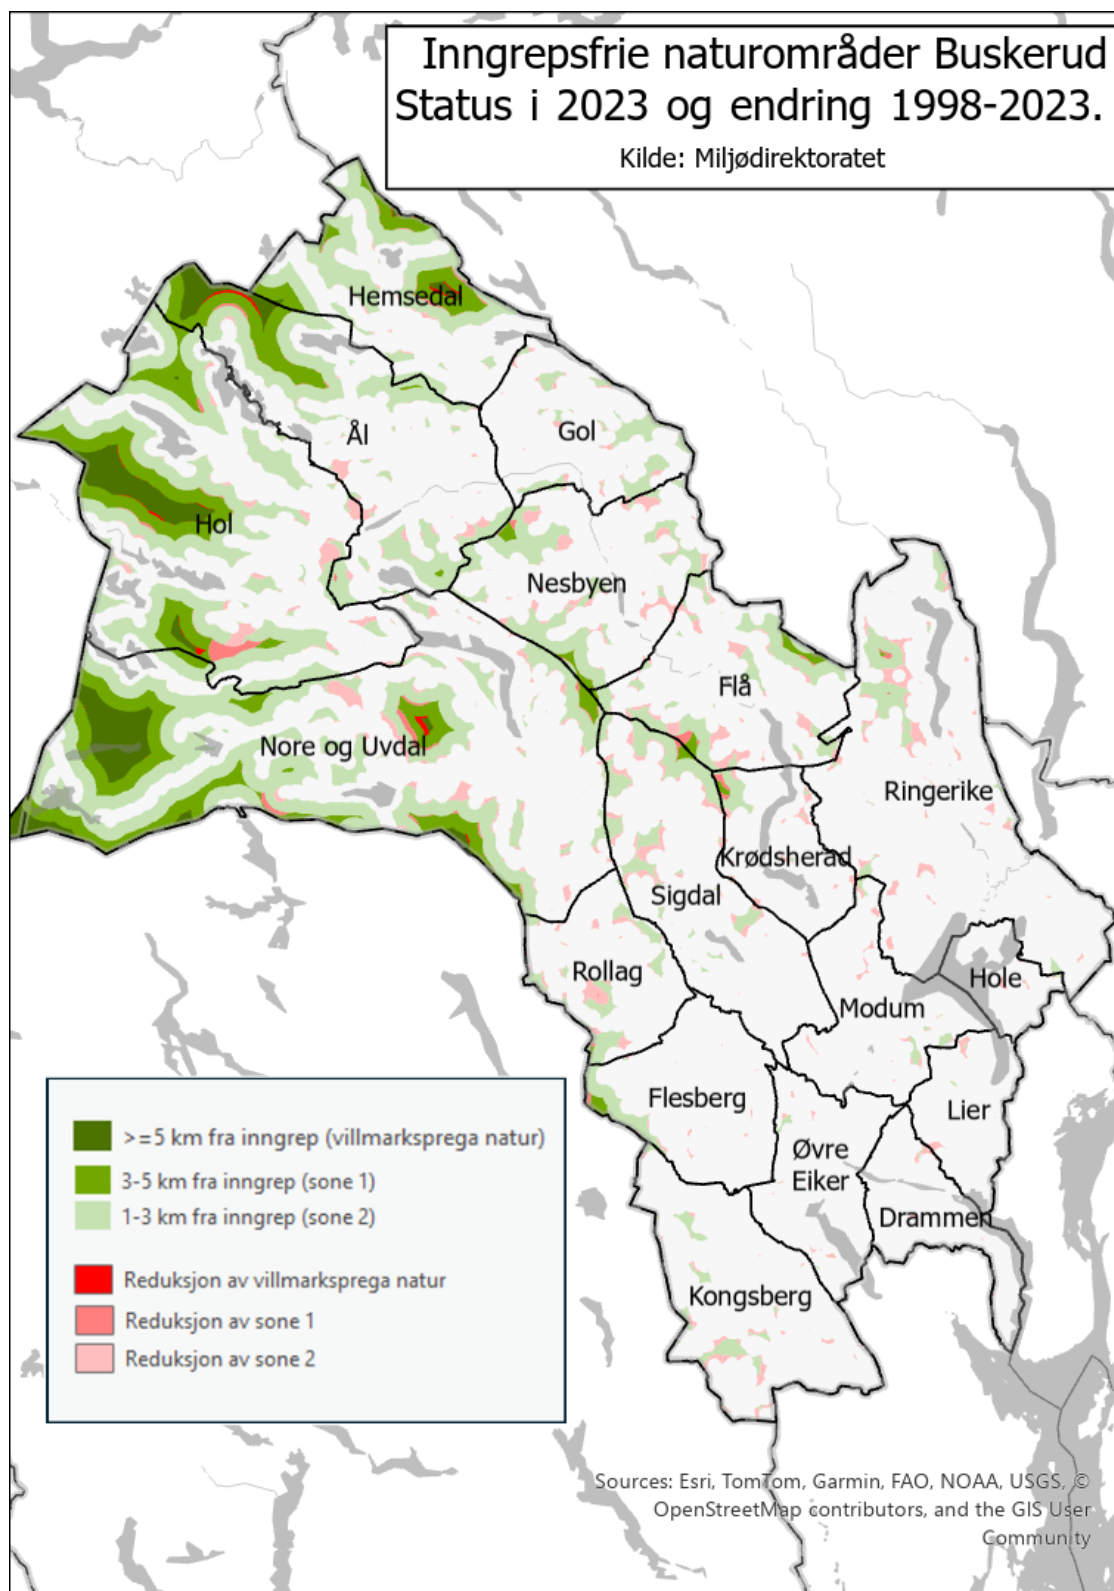 Inngrepsfrie naturområder Buskerud
Status i 2023 og endring 1998-2023.
Kilde: Miljødirektoratet
Hemsedal
Ål
Gol
Hol
Nesbyen
Flå
Nore og Uvdal
Ringerike
Krødsherad
Sigdal
Rollag
Hole
Modum
Flesberg
Lier
Øvre
Eiker
Drammen
Kongsberg
>=5 km fra inngrep (villmarksprega natur)
3-5 km fra inngrep (sone 1)
1-3 km fra inngrep (sone 2)
Reduksjon av villmarksprega natur
Reduksjon av sone 1
Reduksjon av sone 2
Sources: Esri, TomTom, Garmin, FAO, NOAA, USGS, ©
OpenStreetMap contributors, and the GIS User
Community